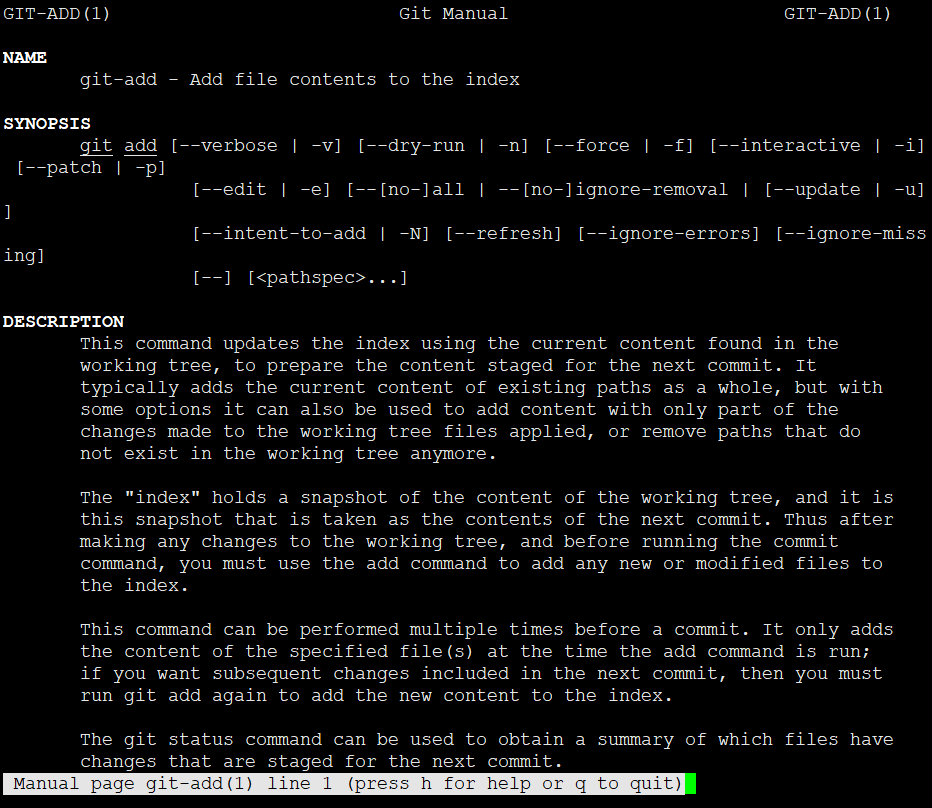 GIT-ADD(1) Git Manual GIT-ADD(1)
NAME
git-add - Add file contents to the index
SYNOPSIS
git add [--verbose | -v] [--dry-run | -n] [--force | -f] [--interactive | -i]
[--patch | -p]
[--edit | -e] [--[no-]all | --[no-]ignore-removal | [--update | -u]
]
[--intent-to-add | -N] [--refresh] [--ignore-errors] [--ignore-miss
ing]
[--] [<pathspec>...]
DESCRIPTION
This command updates the index using the current content found in the
working tree, to prepare the content staged for the next commit. It
typically adds the current content of existing paths as a whole, but with
some options it can also be used to add content with only part of the
changes made to the working tree files applied, or remove paths that do
not exist in the working tree anymore.
The "index" holds a snapshot of the content of the working tree, and it is
this snapshot that is taken as the contents of the next commit. Thus after
making any changes to the working tree, and before running the commit
command, you must use the add command to add any new or modified files to
the index.
This command can be performed multiple times before a commit. It only adds
the content of the specified file(s) at the time the add command is run;
if you want subsequent changes included in the next commit, then you must
run git add again to add the new content to the index.
The git status command can be used to obtain a summary of which files have
changes that are staged for the next commit.
Manual page git-add(1) line 1 (press h for help or q to quit)